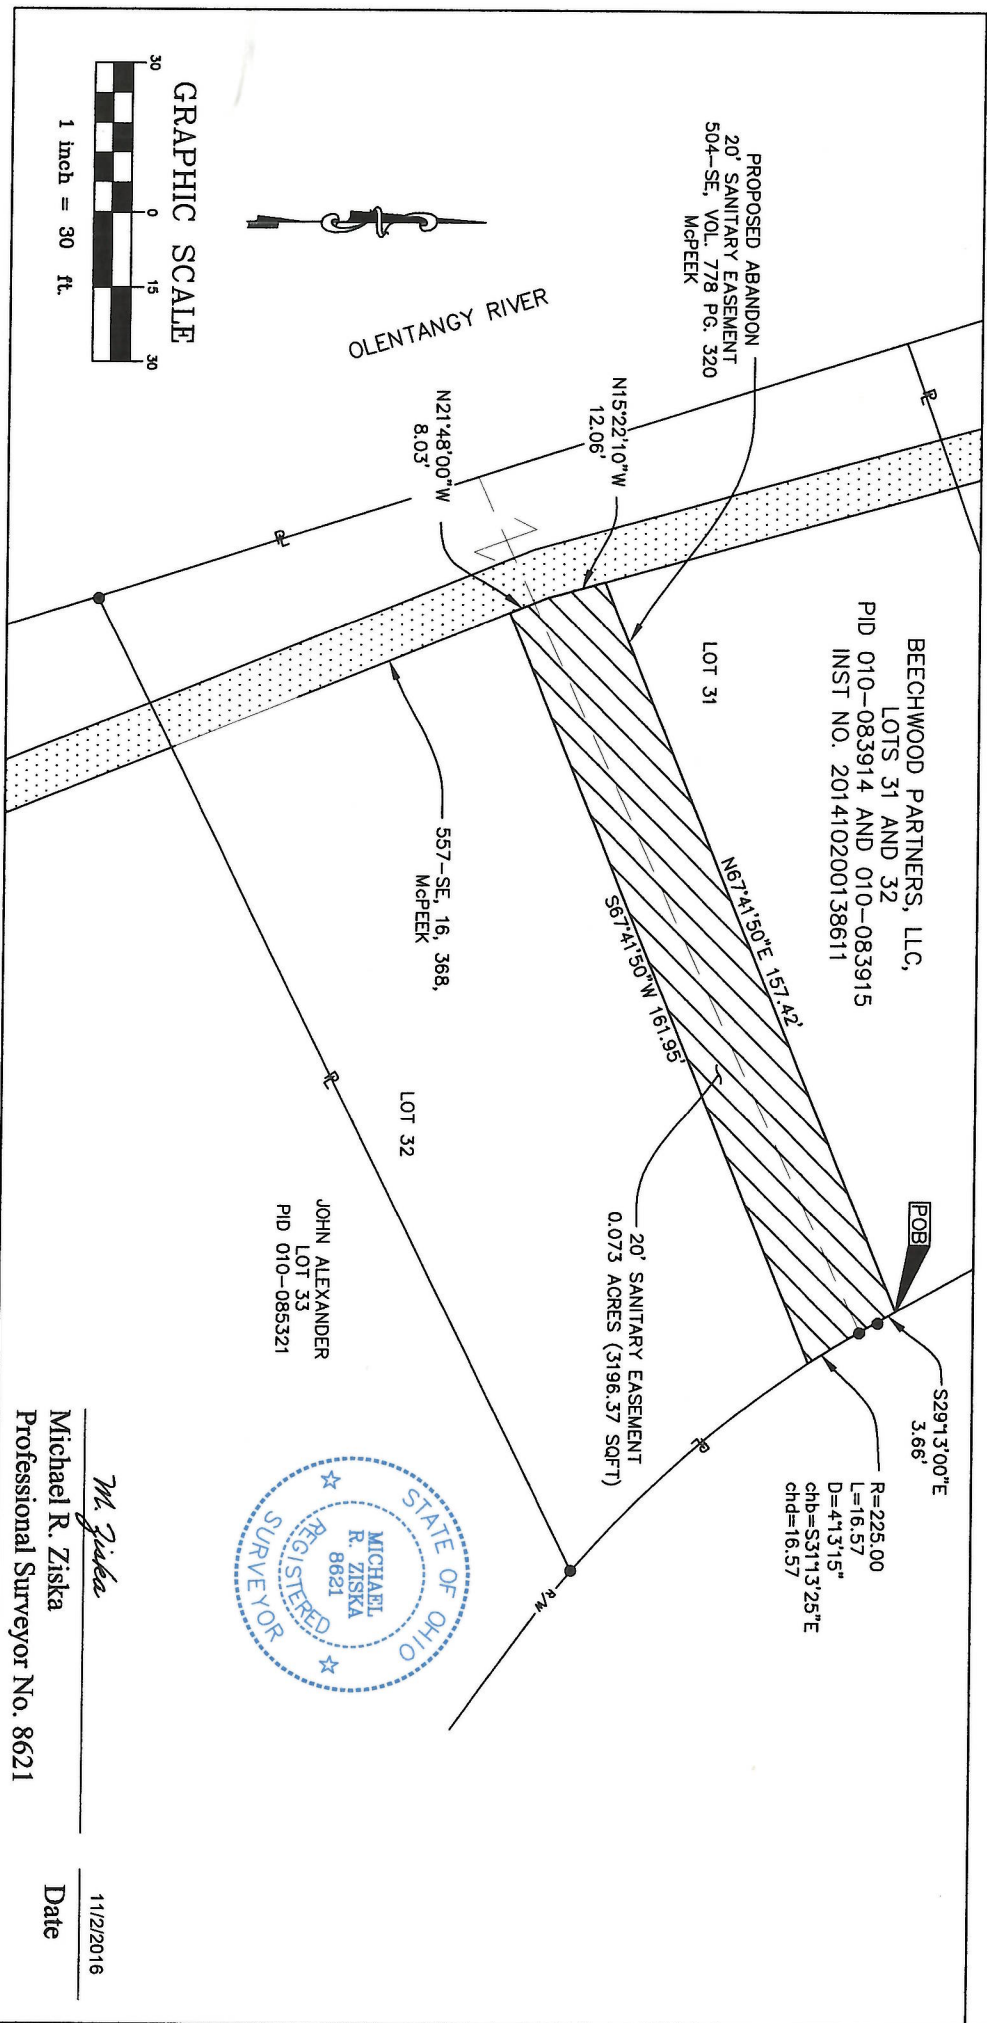 BEECHWOOD PARTNERS, LLC,
LOTS 31 AND 32
PID 010-083914 AND 010-083915
INST NO. 201410200138611
PROPOSED ABANDON
20' SANITARY EASEMENT
504-SE, VOL. 778 PG. 320
McPEEK
POB
S29°13'00"E
3.66'
R=225.00
L=16.57
D=4°13'15"
chb=S31°13'25"E
chd=16.57
LOT 31
N67°41'50"E 157.42'
S67°41'50"W 161.95'
N15°22'10"W
12.06'
N21°48'00"W
8.03'
OLENTANGY RIVER
20' SANITARY EASEMENT
0.073 ACRES (3196.37 SQFT)
557-SE, 16, 368,
McPEEK
LOT 32
PL
PL
PL
PL
R/W
JOHN ALEXANDER
LOT 33
PID 010-085321
GRAPHIC SCALE
30 0 15 30
1 inch = 30 ft.
STATE OF OHIO
MICHAEL
R. ZISKA
8621
REGISTERED
SURVEYOR
M. Ziska
11/2/2016
Michael R. Ziska
Date
Professional Surveyor No. 8621